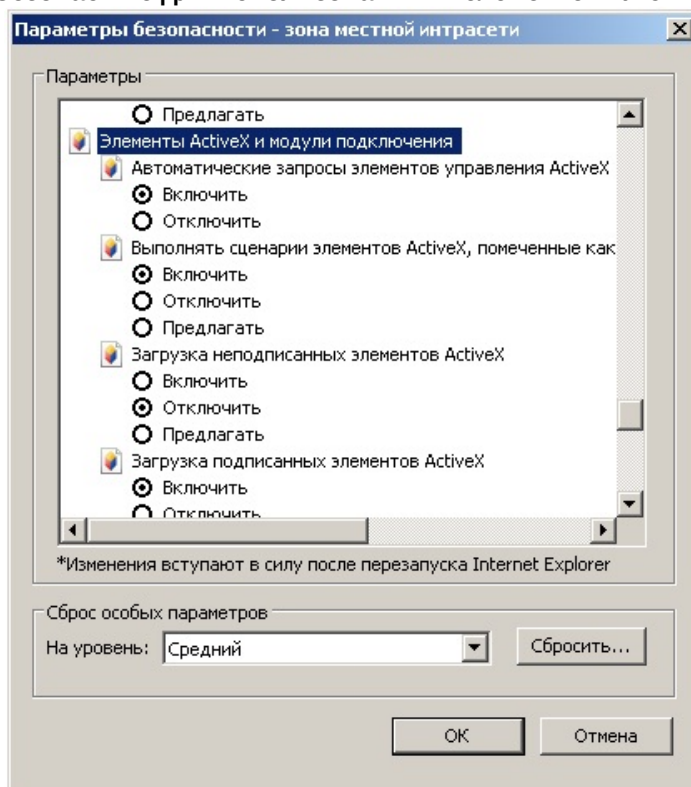 Параметры безопасности - зона местной интрасети
Параметры
Предлагать
Элементы ActiveX и модули подключения
Автоматические запросы элементов управления ActiveX
Включить
Отключить
Выполнять сценарии элементов ActiveX, помеченные как
Включить
Отключить
Предлагать
Загрузка неподписанных элементов ActiveX
Включить
Отключить
Предлагать
Загрузка подписанных элементов ActiveX
Включить
Отключить
*Изменения вступают в силу после перезапуска Internet Explorer
Сброс особых параметров
На уровень: Средний Сбросить...
ОК Отмена